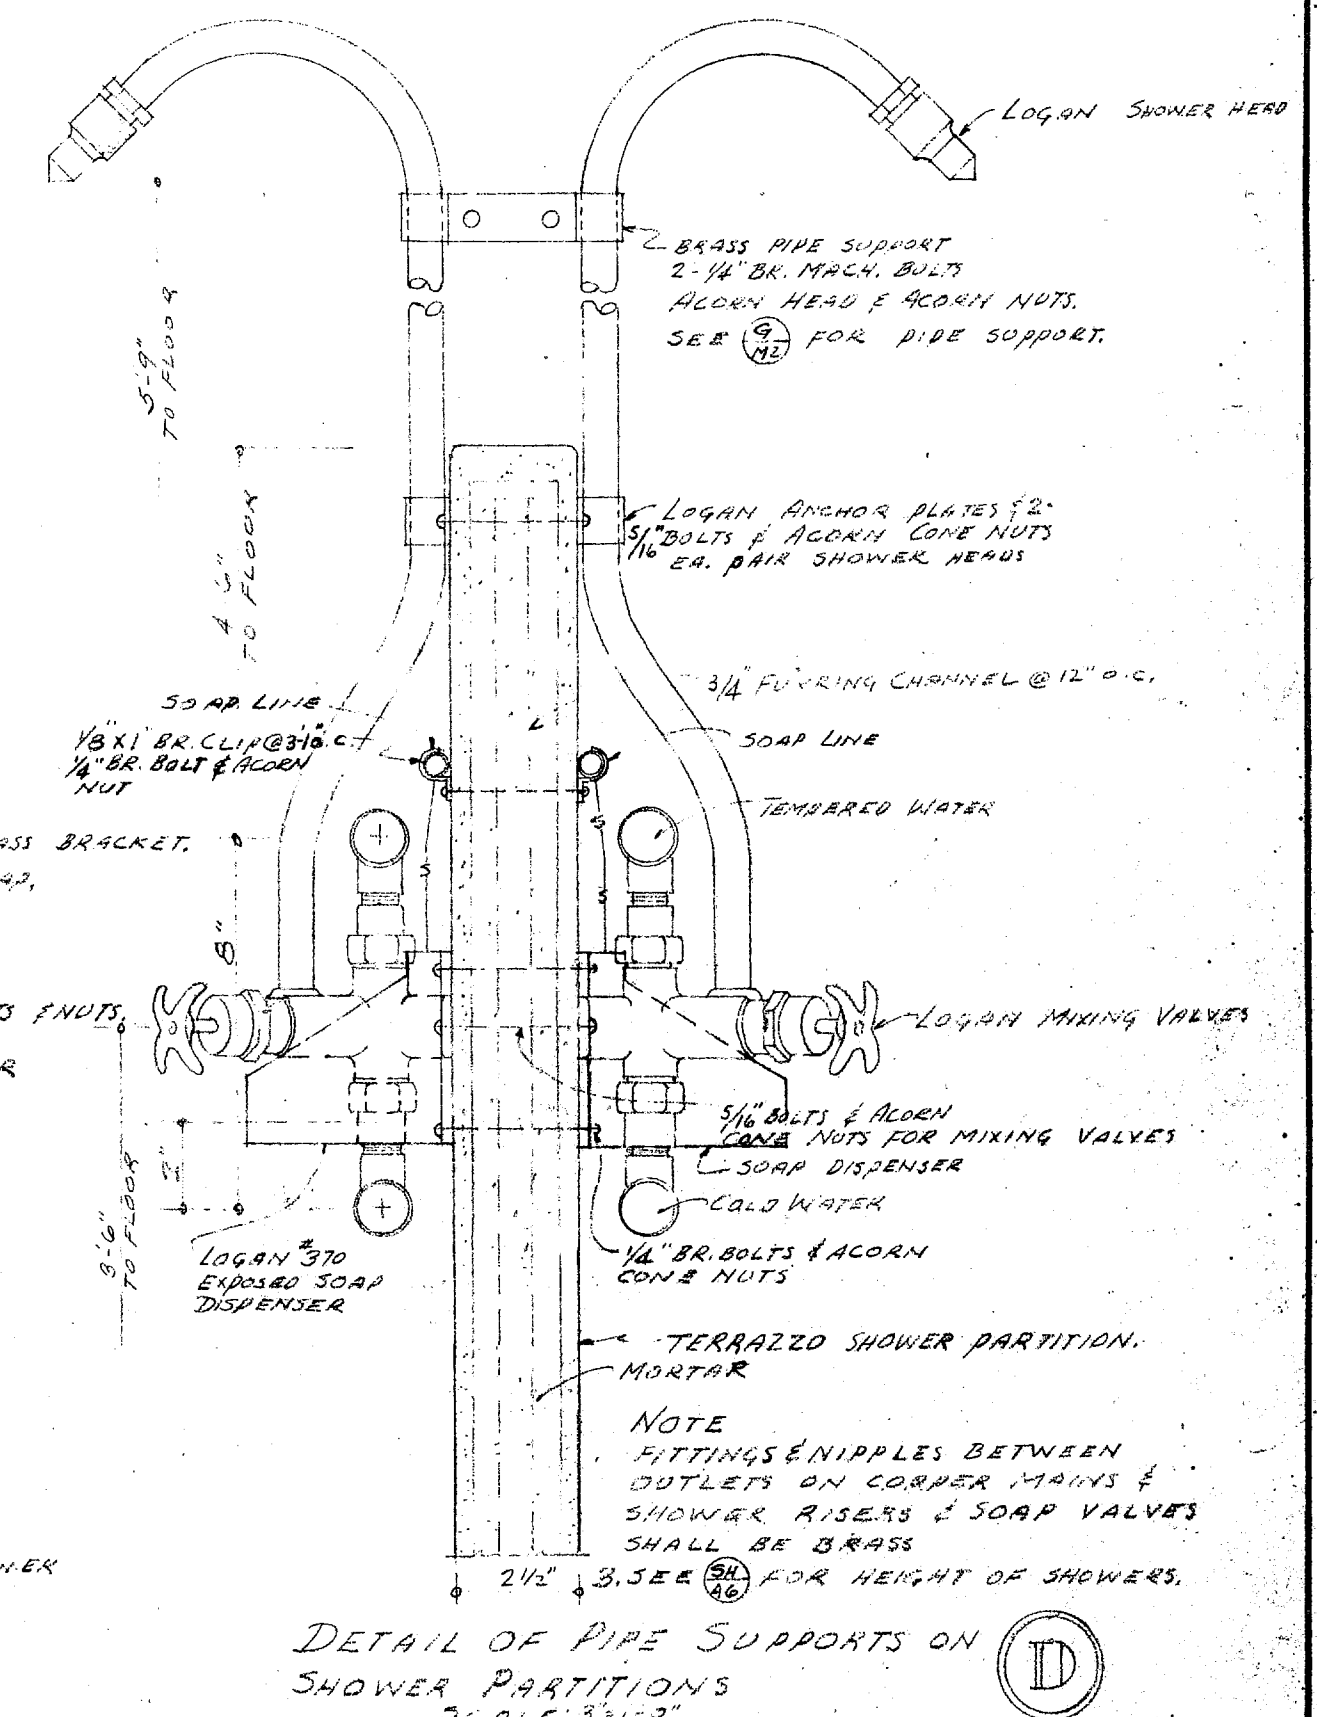 LOGAN SHOWER HEAD
BRASS PIPE SUPPORT
2-1/4" BR. MACH. BOLTS
ACORN HEAD & ACORN NUTS.
SEE G/M2 FOR PIPE SUPPORT.
5'-9"
TO FLOOR
LOGAN ANCHOR PLATES & 2-
5/16" BOLTS & ACORN CONE NUTS
EA. PAIR SHOWER HEADS
TO FLOOR
3/4" FURRING CHANNEL @ 12" O.C.
SOAP LINE
SOAP LINE
1/8" X 1" BR. CLIP @
1/4" BR. BOLT & ACORN
NUT
TEMPERED WATER
ASS BRACKET.
AP.
S
S
S
8"
TS & NUTS.
R
LOGAN MIXING VALVES
5/16" BOLTS & ACORN
CONE NUTS FOR MIXING VALVES
SOAP DISPENSER
COLD WATER
3'-6"
TO FLOOR
LOGAN #370
EXPOSED SOAP
DISPENSER
1/4" BR. BOLTS & ACORN
CONE NUTS
TERRAZZO SHOWER PARTITION.
MORTAR
NOTE
FITTINGS & NIPPLES BETWEEN
OUTLETS ON COPPER MAINS &
SHOWER RISERS & SOAP VALVES
SHALL BE BRASS
WER
2 1/2"
3. SEE SH/A6 FOR HEIGHT OF SHOWERS.
DETAIL OF PIPE SUPPORTS ON
SHOWER PARTITIONS
D